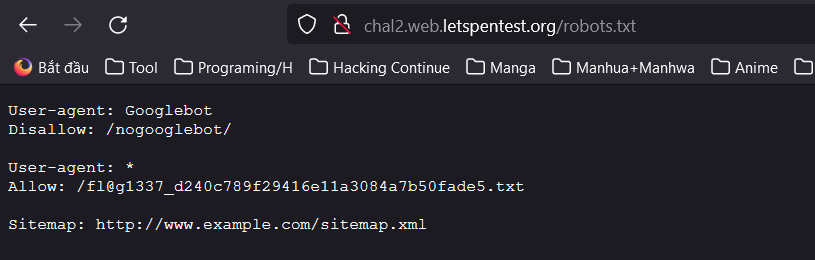 chal2.web.letspentest.org/robots.txt
Bắt đầu Tool Programing/H Hacking Continue Manga Manhua+Manhwa Anime
User-agent: Googlebot
Disallow: /nogooglebot/
User-agent: *
Allow: /fl@g1337_d240c789f29416e11a3084a7b50fade5.txt
Sitemap: http://www.example.com/sitemap.xml